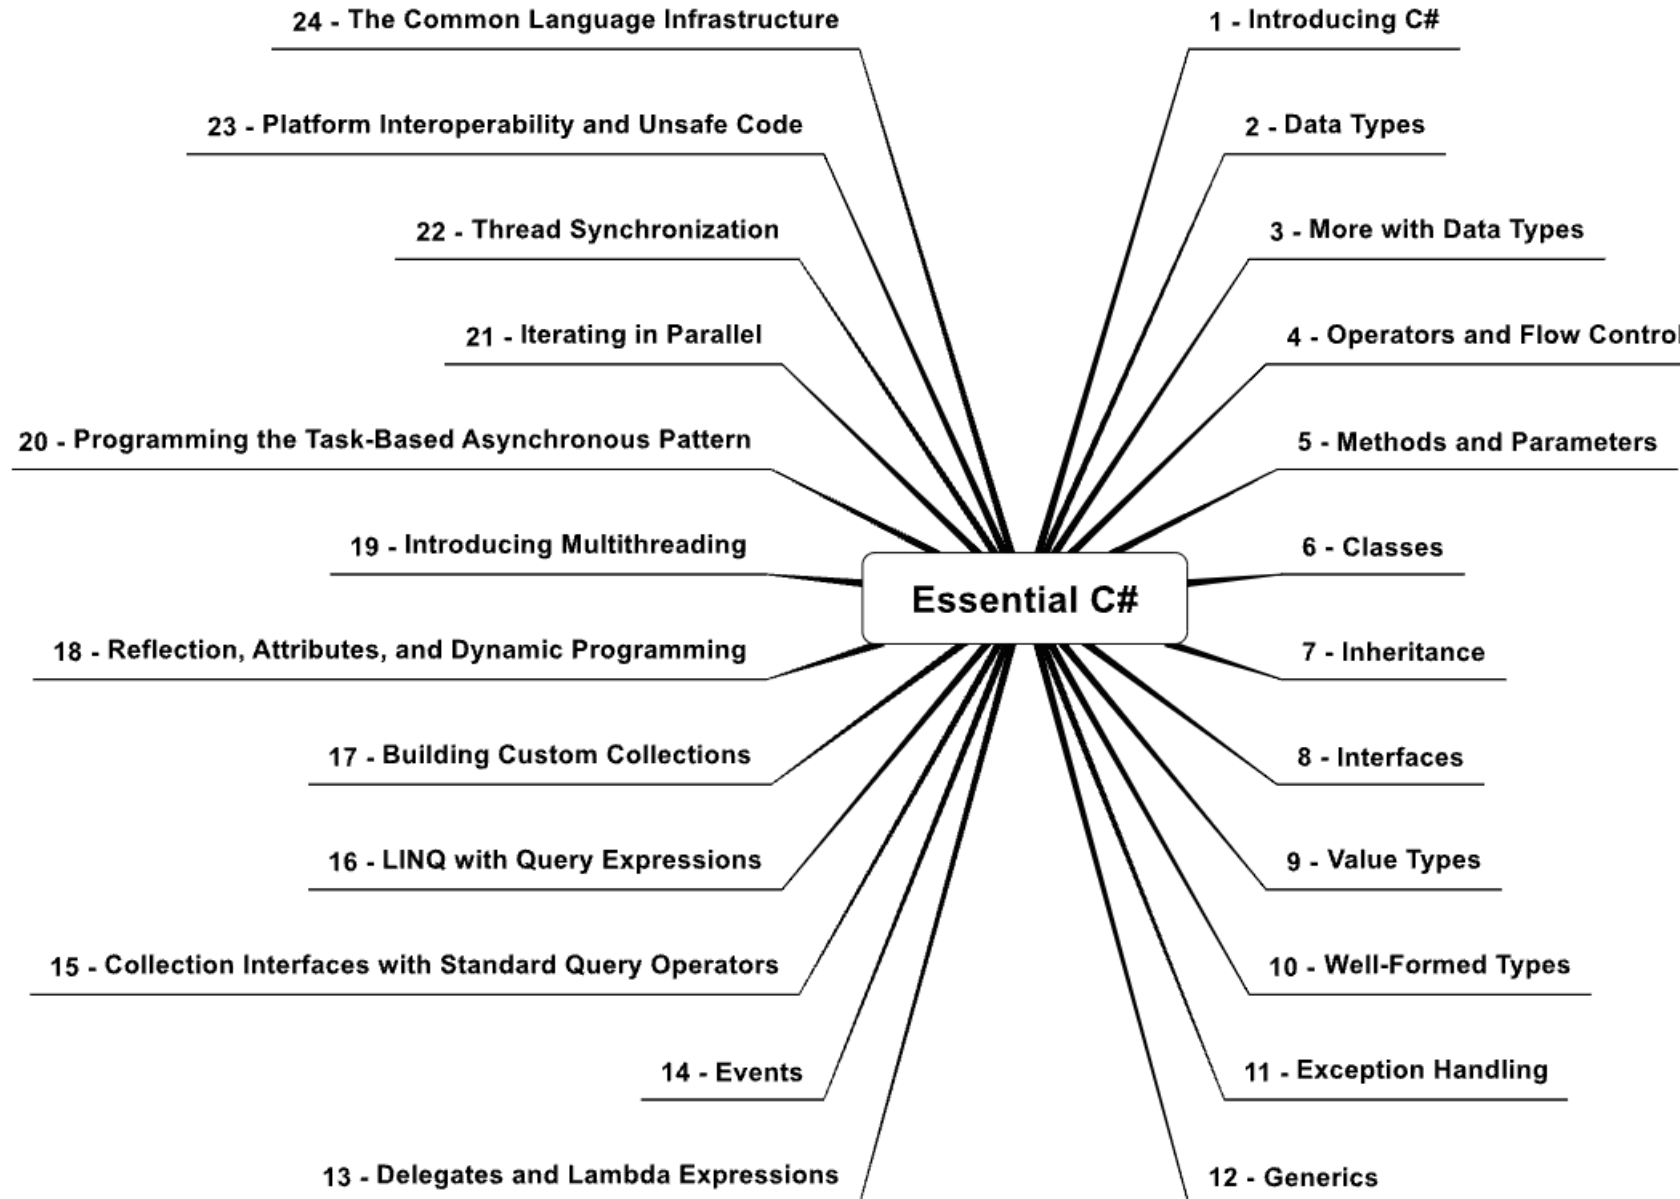 24 - The Common Language Infrastructure
1 - Introducing C#
23 - Platform Interoperability and Unsafe Code
2 - Data Types
22 - Thread Synchronization
3 - More with Data Types
21 - Iterating in Parallel
4 - Operators and Flow Control
20 - Programming the Task-Based Asynchronous Pattern
5 - Methods and Parameters
19 - Introducing Multithreading
6 - Classes
Essential C#
18 - Reflection, Attributes, and Dynamic Programming
7 - Inheritance
17 - Building Custom Collections
8 - Interfaces
16 - LINQ with Query Expressions
9 - Value Types
15 - Collection Interfaces with Standard Query Operators
10 - Well-Formed Types
14 - Events
11 - Exception Handling
13 - Delegates and Lambda Expressions
12 - Generics